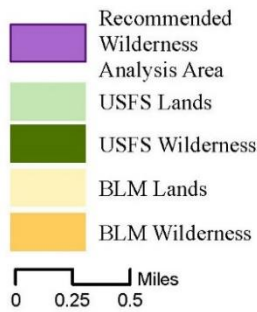 Recommended
Wilderness
Analysis Area
USFS Lands
USFS Wilderness
BLM Lands
BLM Wilderness
Miles
0 0.25 0.5